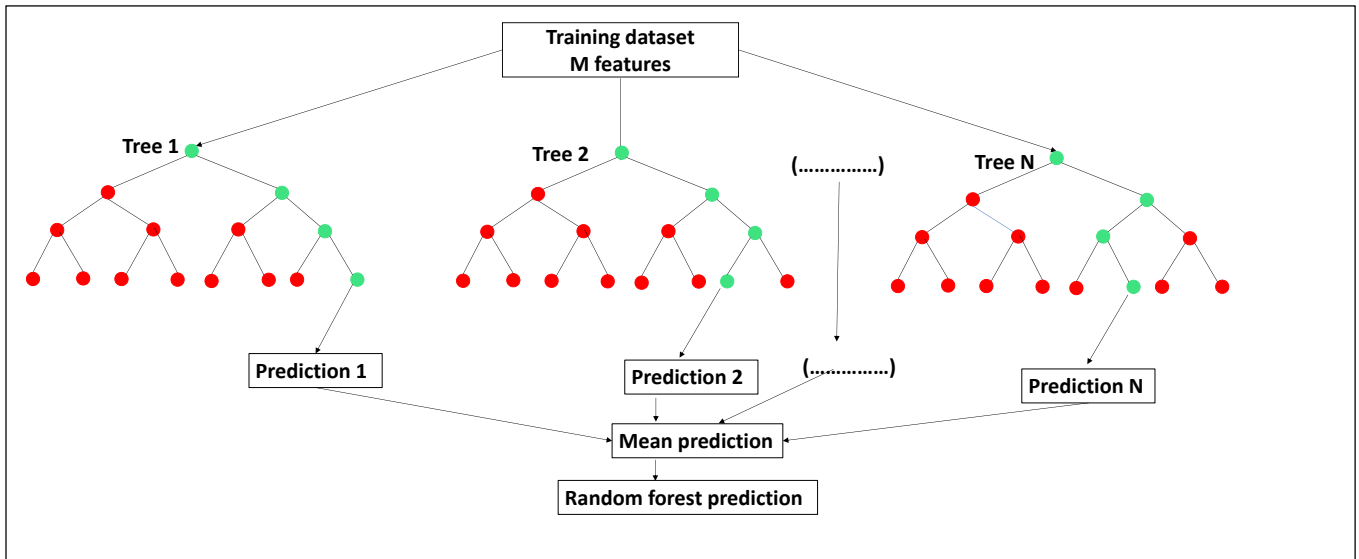 Training dataset
M features
Tree 1
Tree 2
(...............)
Tree N
Prediction 1
Prediction 2
(...............)
Prediction N
Mean prediction
Random forest prediction